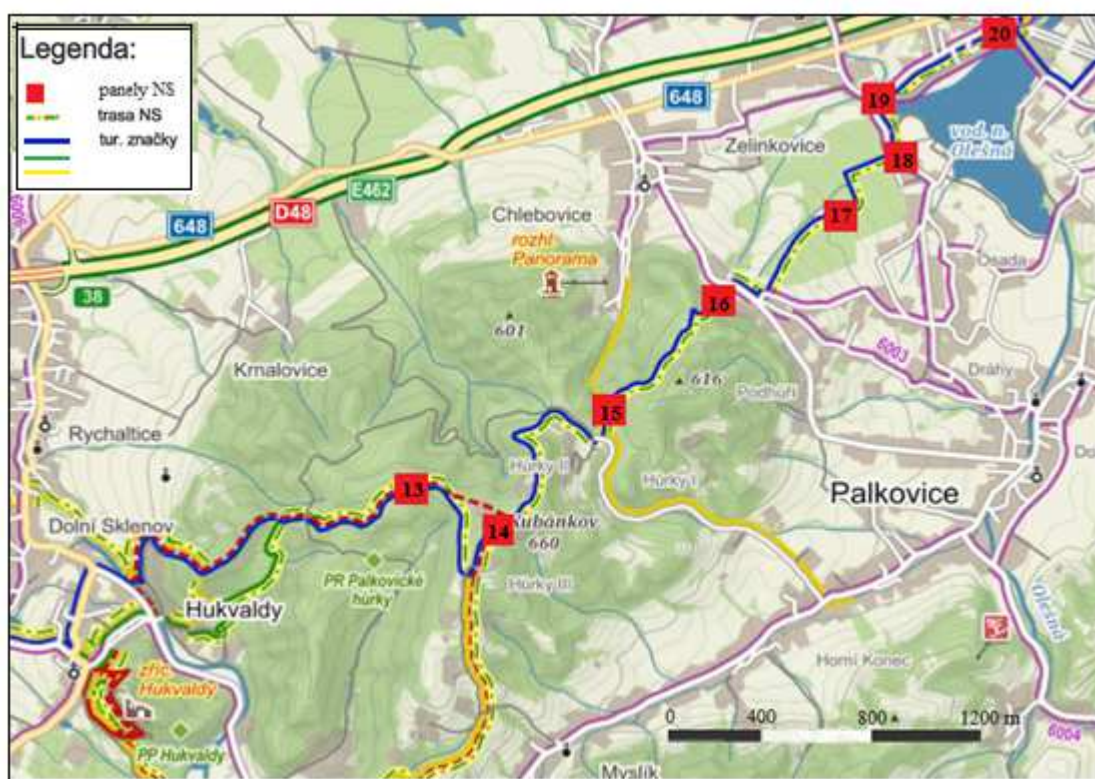 Legenda:
panely NS
trasa NS
tur. značky
20
648
19
Zelinkovice
vod. n.
Olešná
18
E462
D48
648
6009
Chlebovice
17
rozhl
Panorama
Osada
38
16
601
6003
Krnalovice
616
Podhůří
Dráhy
15
Rychaltice
Hůrky II
Hůrky I
13
Palkovice
Dolní Sklenov
14
Kubánkov
660
PR Palkovické
hůrky
Hůrky III
Hukvaldy
Olešná
zříc.
Hukvaldy
Horní Konec
0 400 800 1200 m
PP Hukvaldy
6004
Myslík